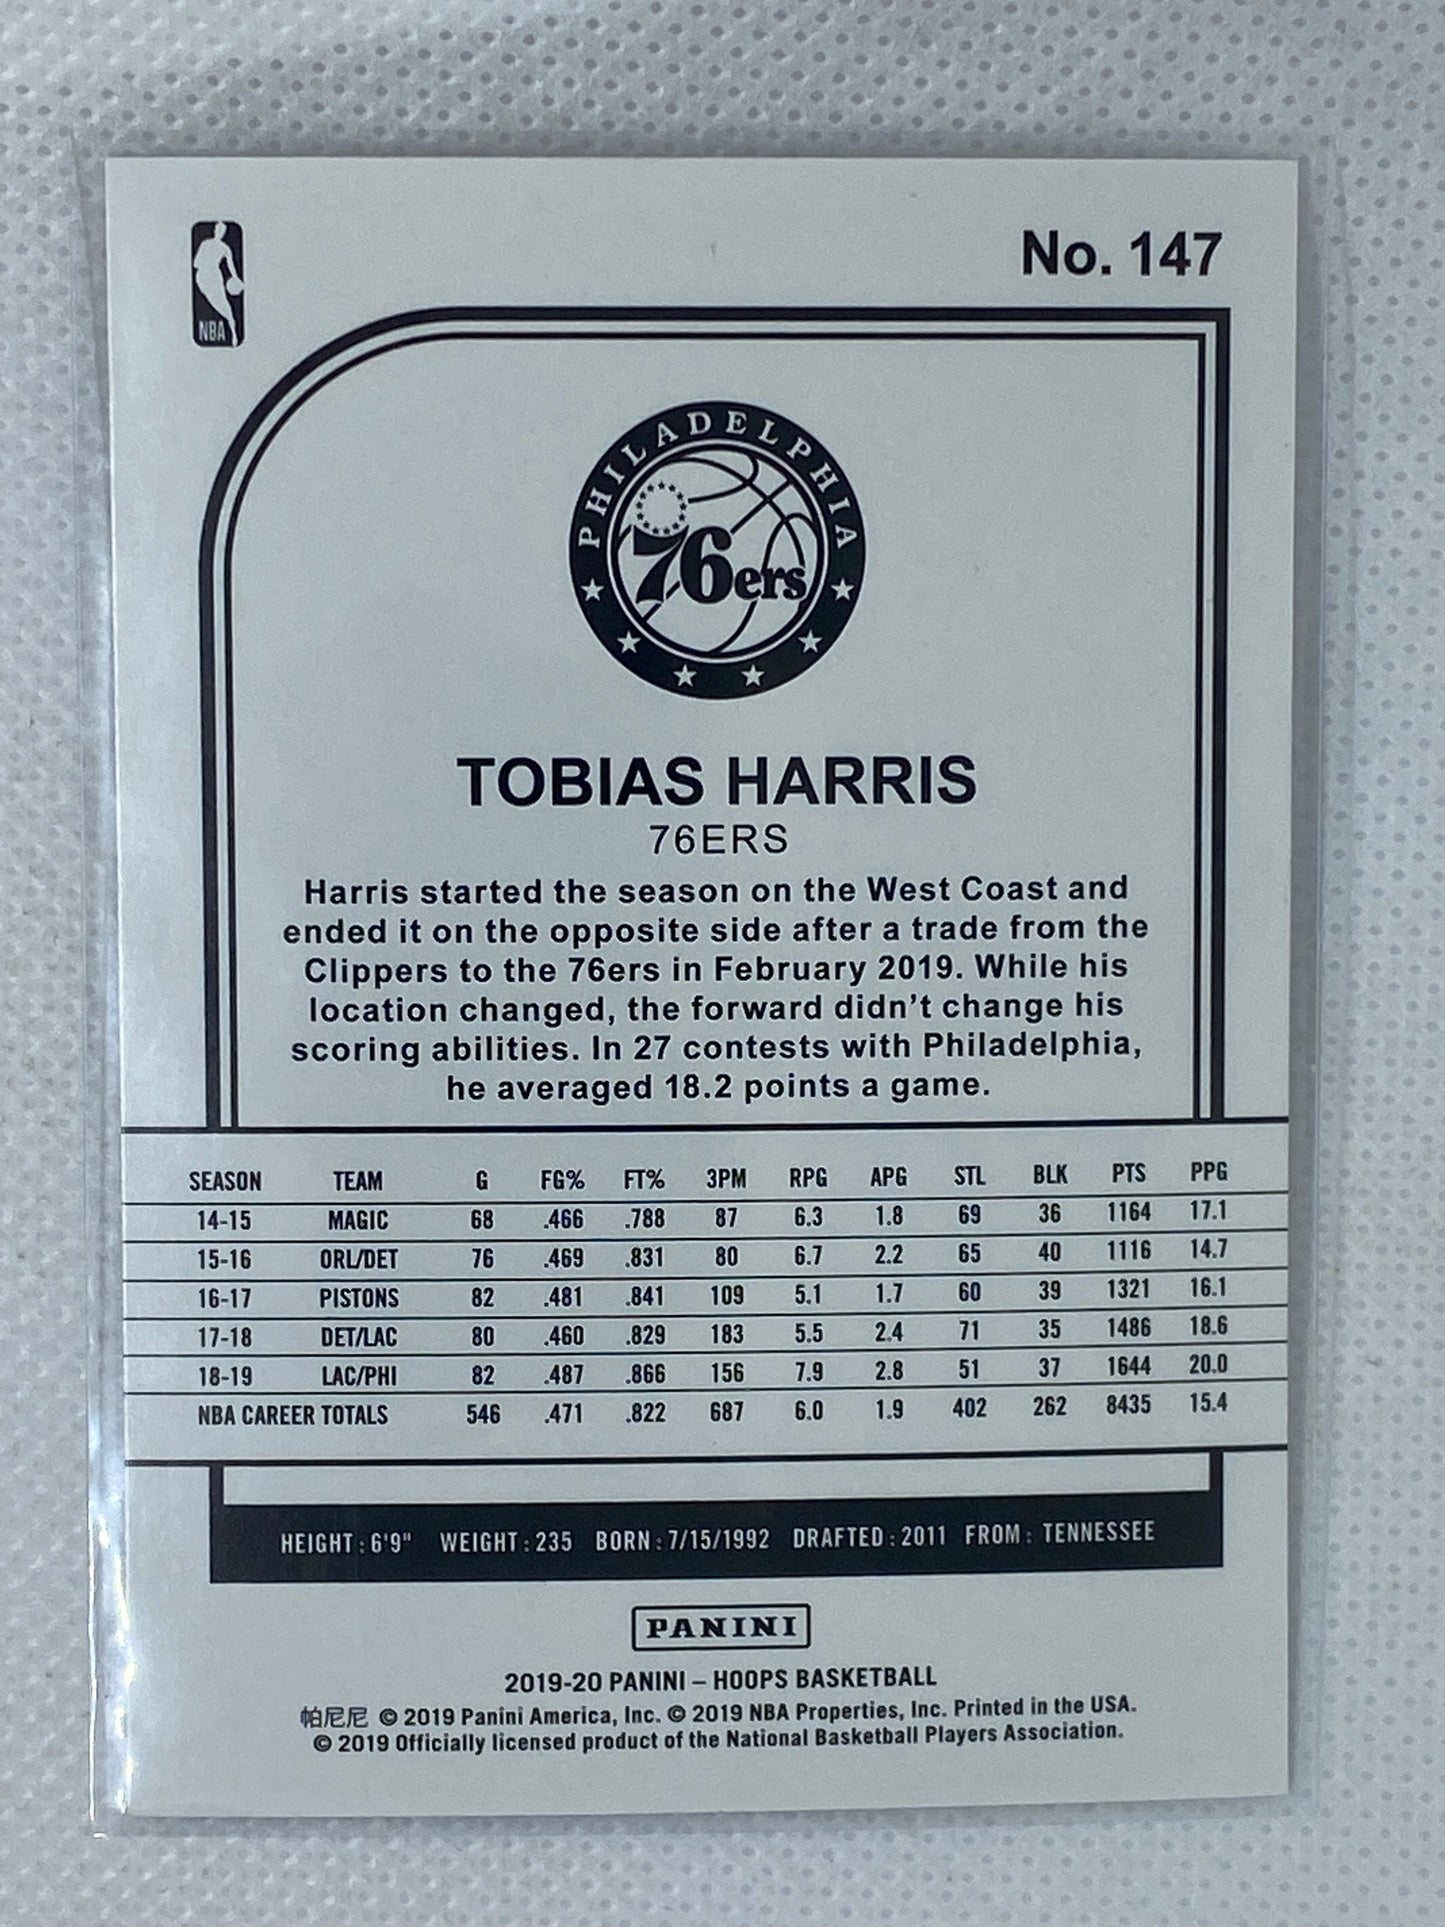 NBA
No. 147
PHILADELPHIA
76ers
TOBIAS HARRIS
76ERS
Harris started the season on the West Coast and
ended it on the opposite side after a trade from the
Clippers to the 76ers in February 2019. While his
location changed, the forward didn't change his
scoring abilities. In 27 contests with Philadelphia,
he averaged 18.2 points a game.
SEASON TEAM G FG% FT% 3PM RPG APG STL BLK PTS PPG
14-15 MAGIC 68 .466 .788 87 6.3 1.8 69 36 1164 17.1
15-16 ORL/DET 76 .469 .831 80 6.7 2.2 65 40 1116 14.7
16-17 PISTONS 82 .481 .841 109 5.1 1.7 60 39 1321 16.1
17-18 DET/LAC 80 .460 .829 183 5.5 2.4 71 35 1486 18.6
18-19 LAC/PHI 82 .487 .866 156 7.9 2.8 51 37 1644 20.0
NBA CAREER TOTALS 546 .471 .822 687 6.0 1.9 402 262 8435 15.4
HEIGHT: 6'9" WEIGHT: 235 BORN: 7/15/1992 DRAFTED: 2011 FROM: TENNESSEE
PANINI
2019-20 PANINI – HOOPS BASKETBALL
帕尼尼 © 2019 Panini America, Inc. © 2019 NBA Properties, Inc. Printed in the USA.
© 2019 Officially licensed product of the National Basketball Players Association.